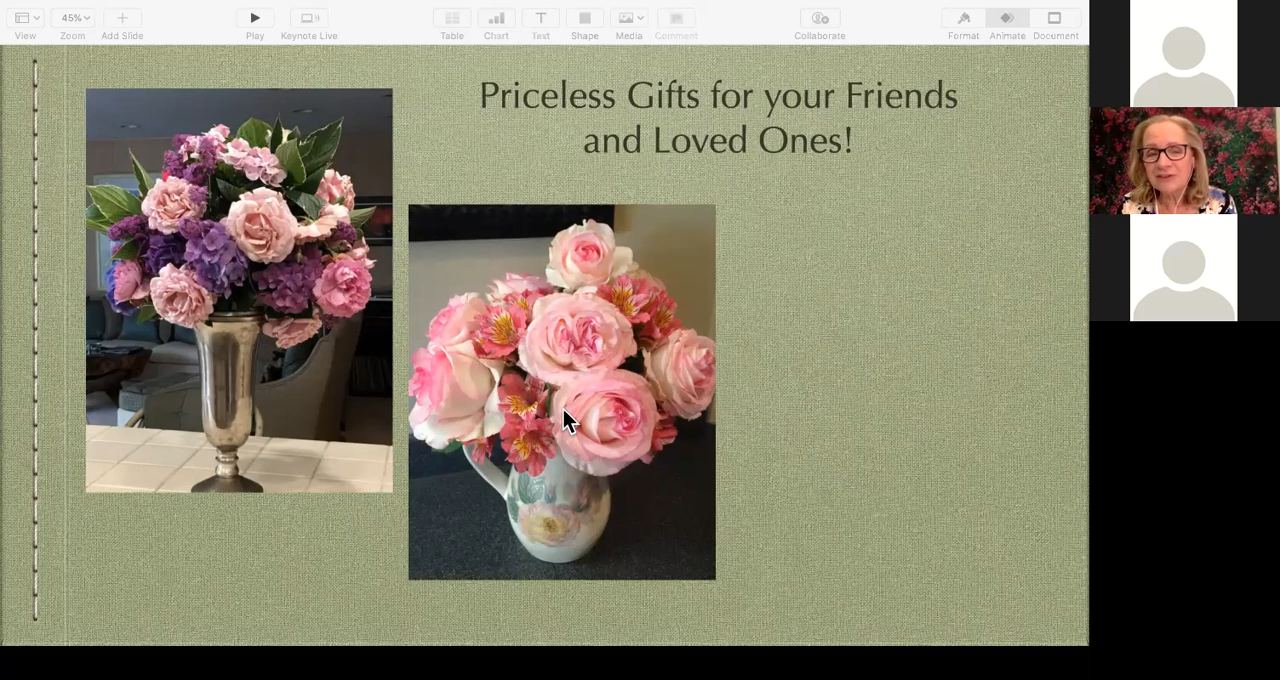 45%
View
Zoom
Add Slide
Play
Keynote Live
Table
Chart
Text
Shape
Media
Comment
Collaborate
Format
Animate
Document
Priceless Gifts for your Friends
and Loved Ones!